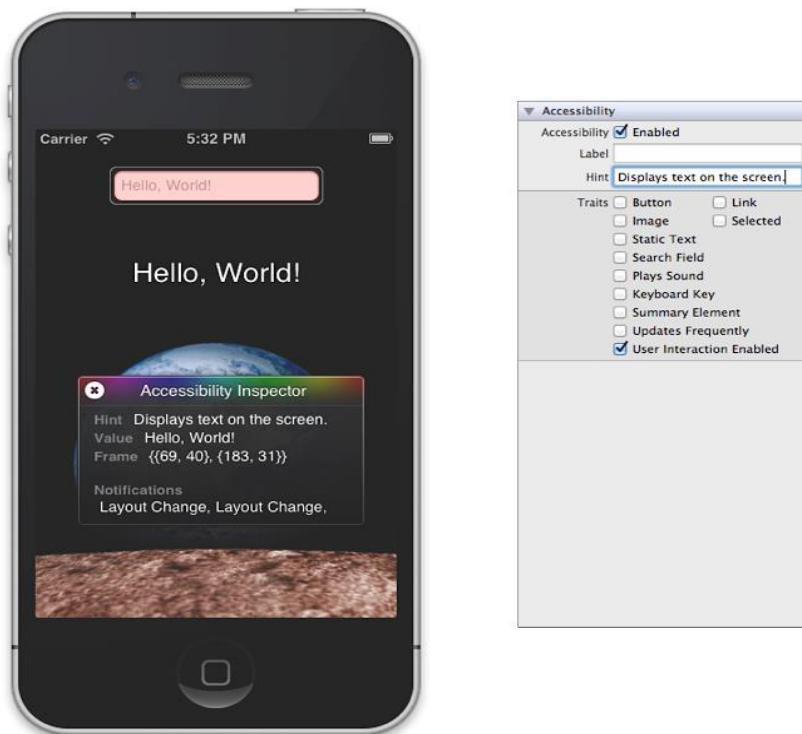 Carrier 5:32 PM
Hello, World!
Hello, World!
Accessibility Inspector
Hint Displays text on the screen.
Value Hello, World!
Frame {{69, 40}, {183, 31}}
Notifications
Layout Change, Layout Change,
Accessibility
Accessibility Enabled
Label
Hint Displays text on the screen.
Traits Button Link
Image Selected
Static Text
Search Field
Plays Sound
Keyboard Key
Summary Element
Updates Frequently
User Interaction Enabled